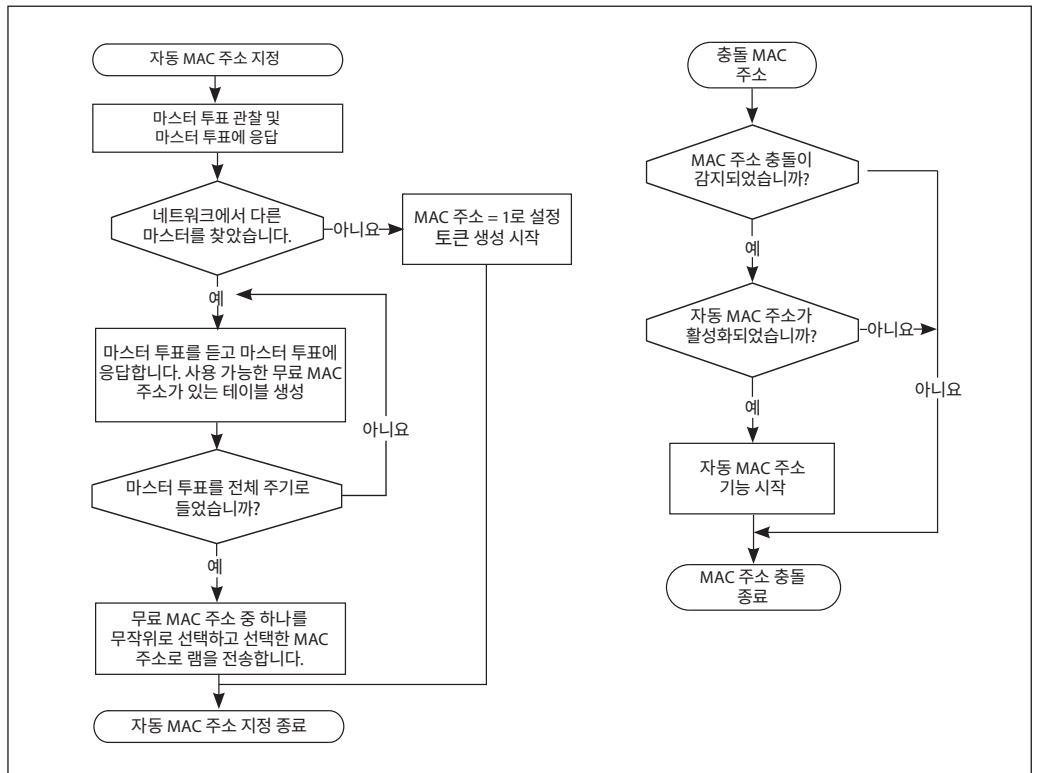 자동 MAC 주소 지정
마스터 투표 관찰 및
마스터 투표에 응답
네트워크에서 다른
마스터를 찾았습니다.
아니요
MAC 주소 = 1로 설정
토큰 생성 시작
예
마스터 투표를 듣고 마스터 투표에
응답합니다. 사용 가능한 무료 MAC
주소가 있는 테이블 생성
아니요
마스터 투표를 전체 주기로
들었습니까?
예
무료 MAC 주소 중 하나를
무작위로 선택하고 선택한 MAC
주소로 램을 전송합니다.
자동 MAC 주소 지정 종료
충돌 MAC
주소
MAC 주소 충돌이
감지되었습니까?
예
자동 MAC 주소가
활성화되었습니까?
아니요
아니요
예
자동 MAC 주소
기능 시작
MAC 주소 충돌
종료